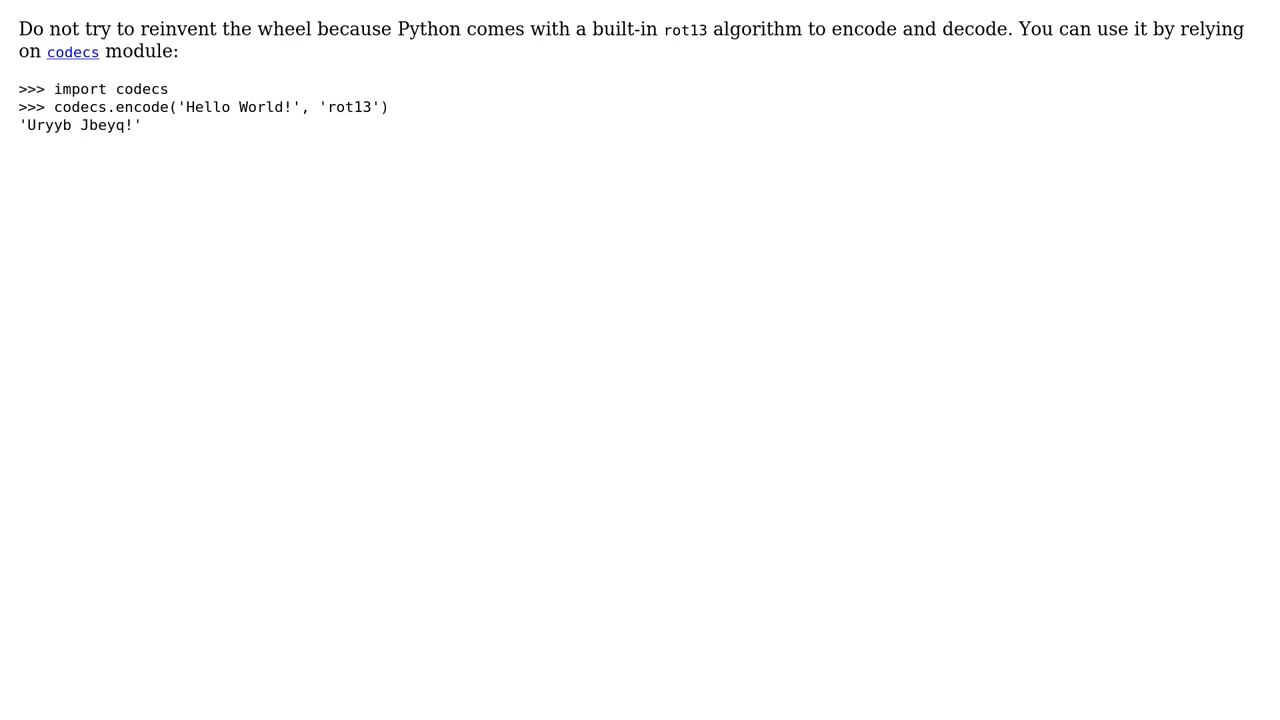 Do not try to reinvent the wheel because Python comes with a built-in rot13 algorithm to encode and decode. You can use it by relying
on codecs module:
>>> import codecs
>>> codecs.encode('Hello World!', 'rot13')
'Uryyb Jbeyq!'